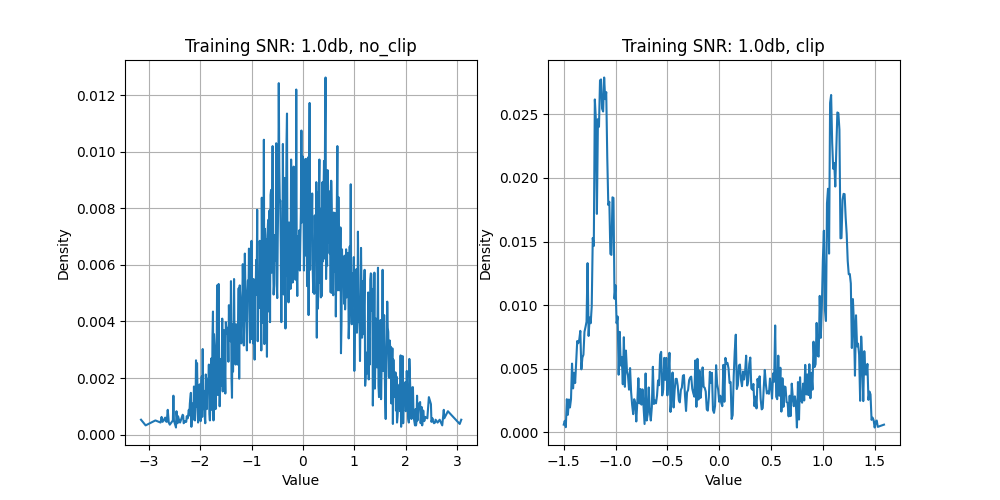 Training SNR: 1.0db, no_clip
Density
0.012
0.010
0.008
0.006
0.004
0.002
0.000
−3 −2 −1 0 1 2 3
Value
Training SNR: 1.0db, clip
Density
0.025
0.020
0.015
0.010
0.005
0.000
−1.5 −1.0 −0.5 0.0 0.5 1.0 1.5
Value